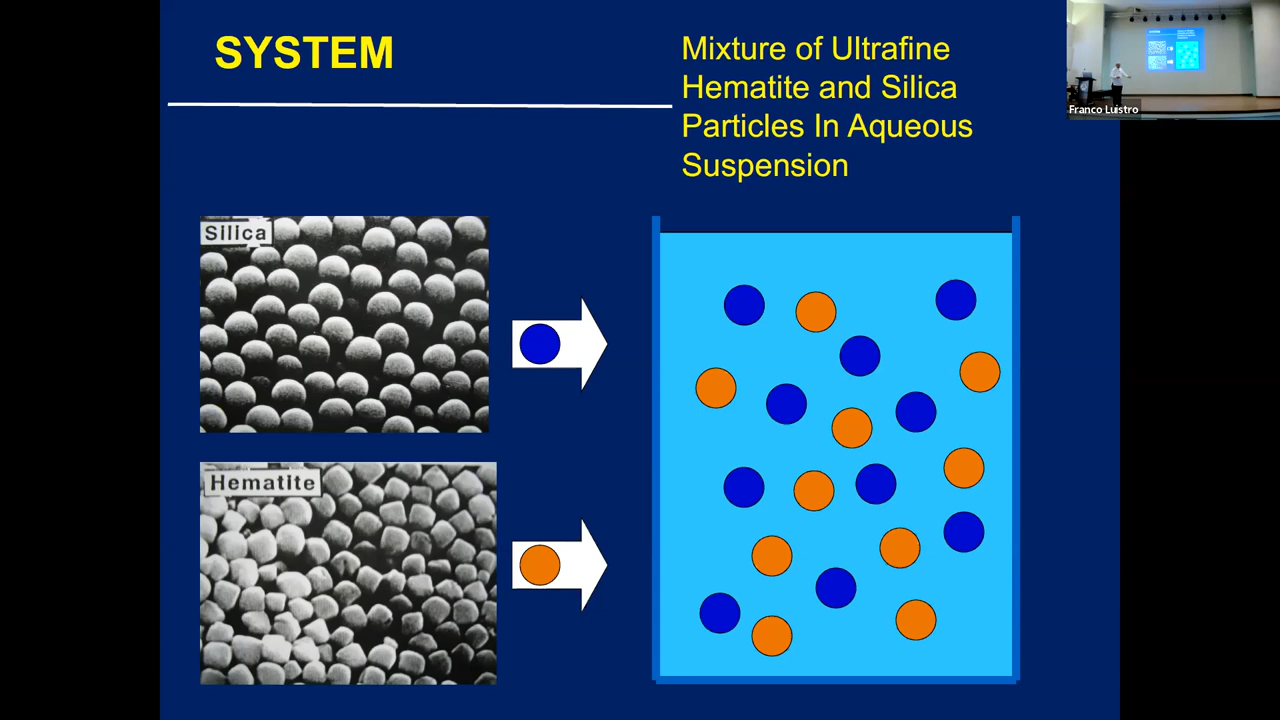 SYSTEM
Mixture of Ultrafine
Hematite and Silica
Particles In Aqueous
Suspension
Silica
Hematite
Franco Luistro